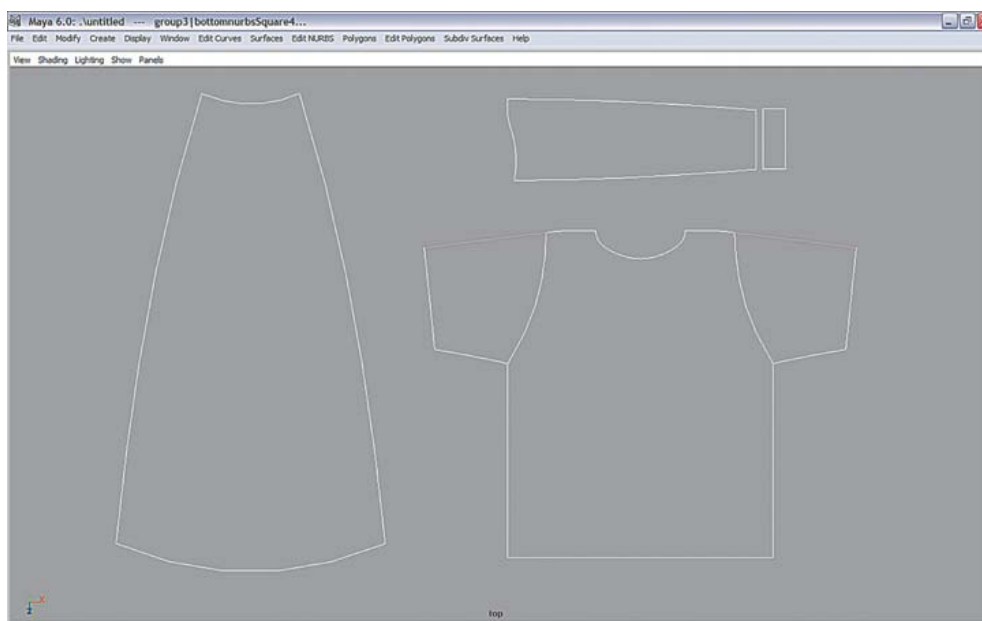 Maya 6.0: .\untitled --- group3|bottomnurbsSquare4...
File Edit Modify Create Display Window Edit Curves Surfaces Edit NURBS Polygons Edit Polygons Subdiv Surfaces Help
View Shading Lighting Show Panels
X
Z
top